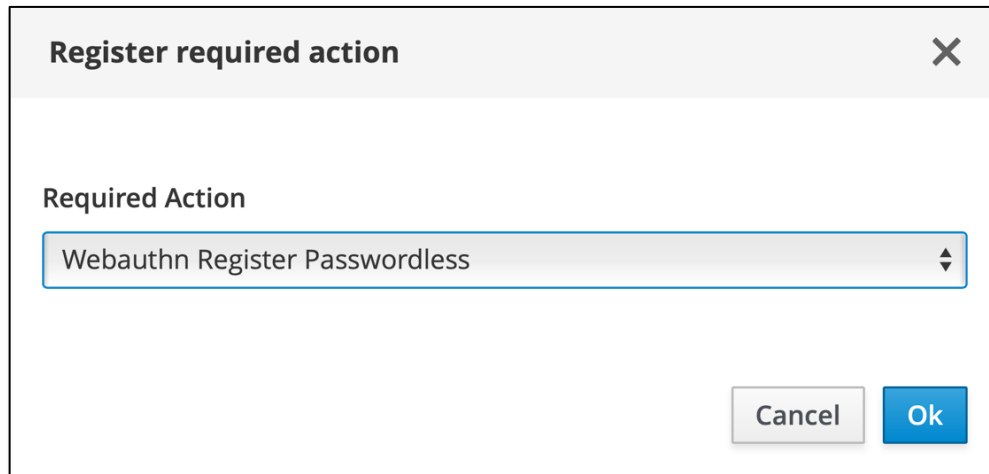 Register required action
Required Action
Webauthn Register Passwordless
Cancel Ok